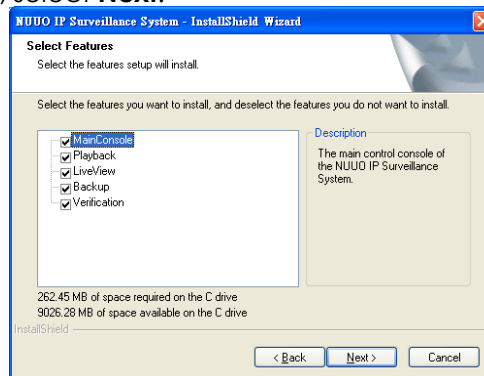 , select Next.
NUUO IP Surveillance System - InstallShield Wizard
Select Features
Select the features setup will install.
Select the features you want to install, and deselect the features you do not want to install.
MainConsole
Playback
LiveView
Backup
Verification
Description
The main control console of
the NUUO IP Surveillance
System.
262.45 MB of space required on the C drive
9026.28 MB of space available on the C drive
InstallShield
< Back
Next >
Cancel